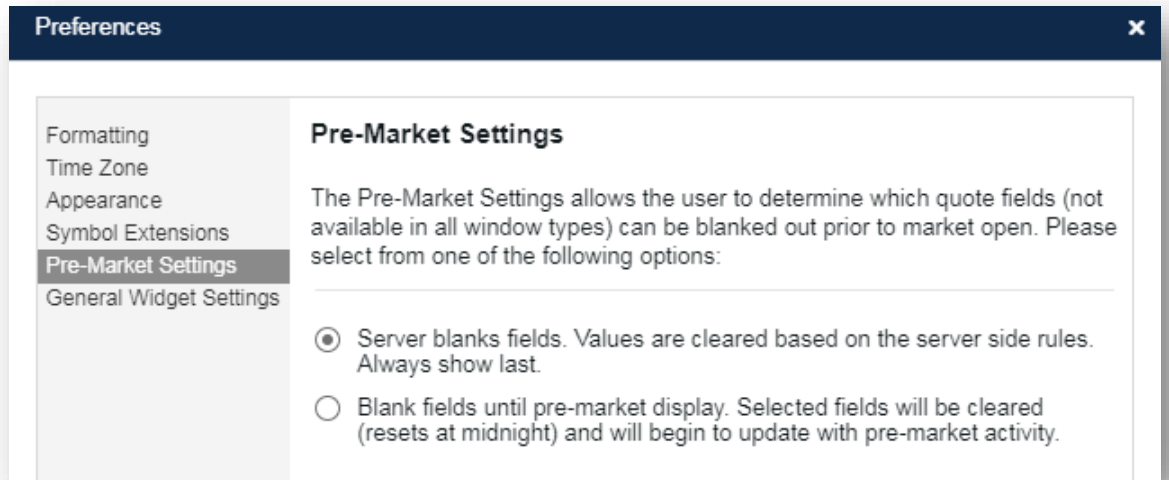 Preferences
Formatting
Time Zone
Appearance
Symbol Extensions
Pre-Market Settings
General Widget Settings
Pre-Market Settings
The Pre-Market Settings allows the user to determine which quote fields (not
available in all window types) can be blanked out prior to market open. Please
select from one of the following options:
Server blanks fields. Values are cleared based on the server side rules.
Always show last.
Blank fields until pre-market display. Selected fields will be cleared
(resets at midnight) and will begin to update with pre-market activity.